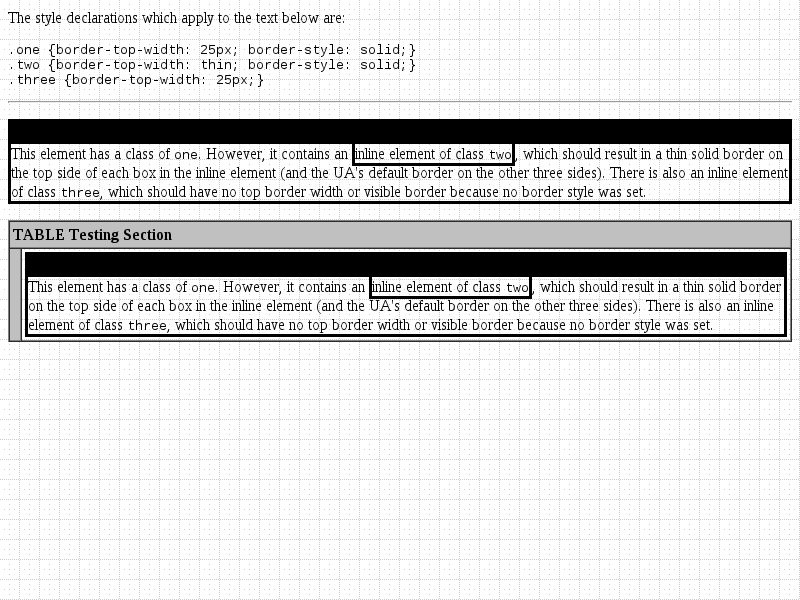 The style declarations which apply to the text below are:
.one {border-top-width: 25px; border-style: solid;}
.two {border-top-width: thin; border-style: solid;}
.three {border-top-width: 25px;}
This element has a class of one. However, it contains an inline element of class two, which should result in a thin solid border on
the top side of each box in the inline element (and the UA's default border on the other three sides). There is also an inline element
of class three, which should have no top border width or visible border because no border style was set.
TABLE Testing Section
This element has a class of one. However, it contains an inline element of class two, which should result in a thin solid border
on the top side of each box in the inline element (and the UA's default border on the other three sides). There is also an inline
element of class three, which should have no top border width or visible border because no border style was set.